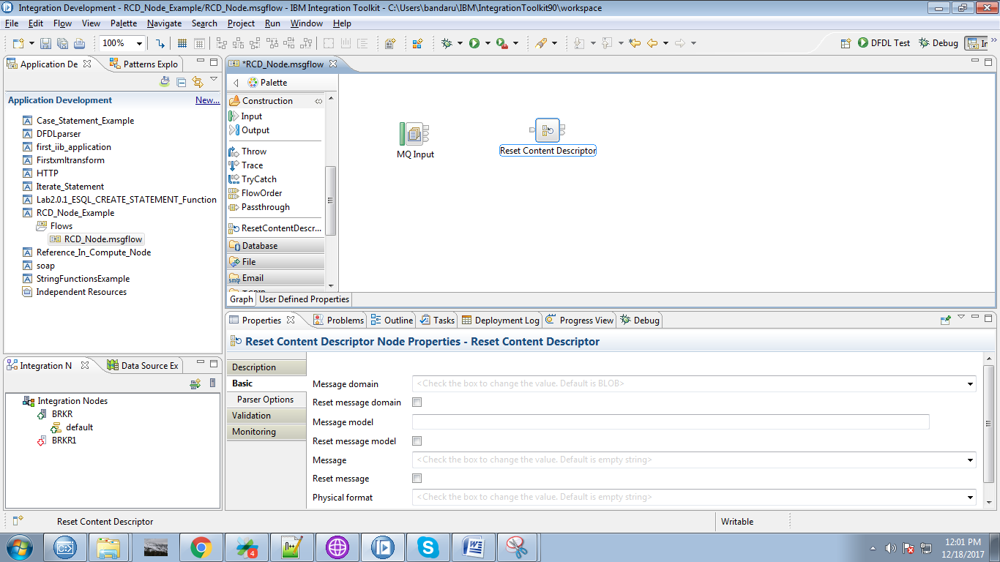 Integration Development - RCD_Node_Example/RCD_Node.msgflow - IBM Integration Toolkit - C:\Users\bandaru\IBM\IntegrationToolkit90\workspace
File Edit Flow View Palette Navigate Search Project Run Window Help
100% DFDL Test Debug In
Application De Patterns Explo
Application Development New...
Case_Statement_Example
DFDLparser
first_iib_application
Firstxmltransform
HTTP
Iterate_Statement
Lab2.0.1_ESQL_CREATE_STATEMENT_Function
RCD_Node_Example
Flows
RCD_Node.msgflow
Reference_In_Compute_Node
soap
StringFunctionsExample
Independent Resources
Integration N Data Source Ex
Integration Nodes
BRKR
default
BRKR1
*RCD_Node.msgflow
Palette
Construction
Input
Output
Throw
Trace
TryCatch
FlowOrder
Passthrough
ResetContentDescr...
Database
File
Email
TCPIP
MQ Input
Reset Content Descriptor
Graph User Defined Properties
Properties Problems Outline Tasks Deployment Log Progress View Debug
Reset Content Descriptor Node Properties - Reset Content Descriptor
Description
Basic
Parser Options
Validation
Monitoring
Message domain <Check the box to change the value. Default is BLOB>
Reset message domain
Message model
Reset message model
Message <Check the box to change the value. Default is empty string>
Reset message
Physical format <Check the box to change the value. Default is empty string>
Reset Content Descriptor Writable
12:01 PM
12/18/2017